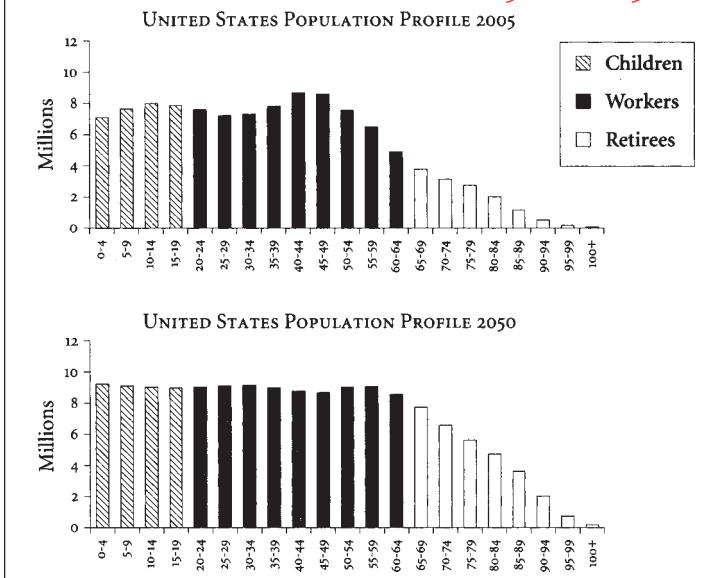 UNITED STATES POPULATION PROFILE 2005
12
10
8
6
4
2
0
Millions
0-4 5-9 10-14 15-19 20-24 25-29 30-34 35-39 40-44 45-49 50-54 55-59 60-64 65-69 70-74 75-79 80-84 85-89 90-94 95-99 100+
Children
Workers
Retirees
UNITED STATES POPULATION PROFILE 2050
12
10
8
6
4
2
0
Millions
0-4 5-9 10-14 15-19 20-24 25-29 30-34 35-39 40-44 45-49 50-54 55-59 60-64 65-69 70-74 75-79 80-84 85-89 90-94 95-99 100+